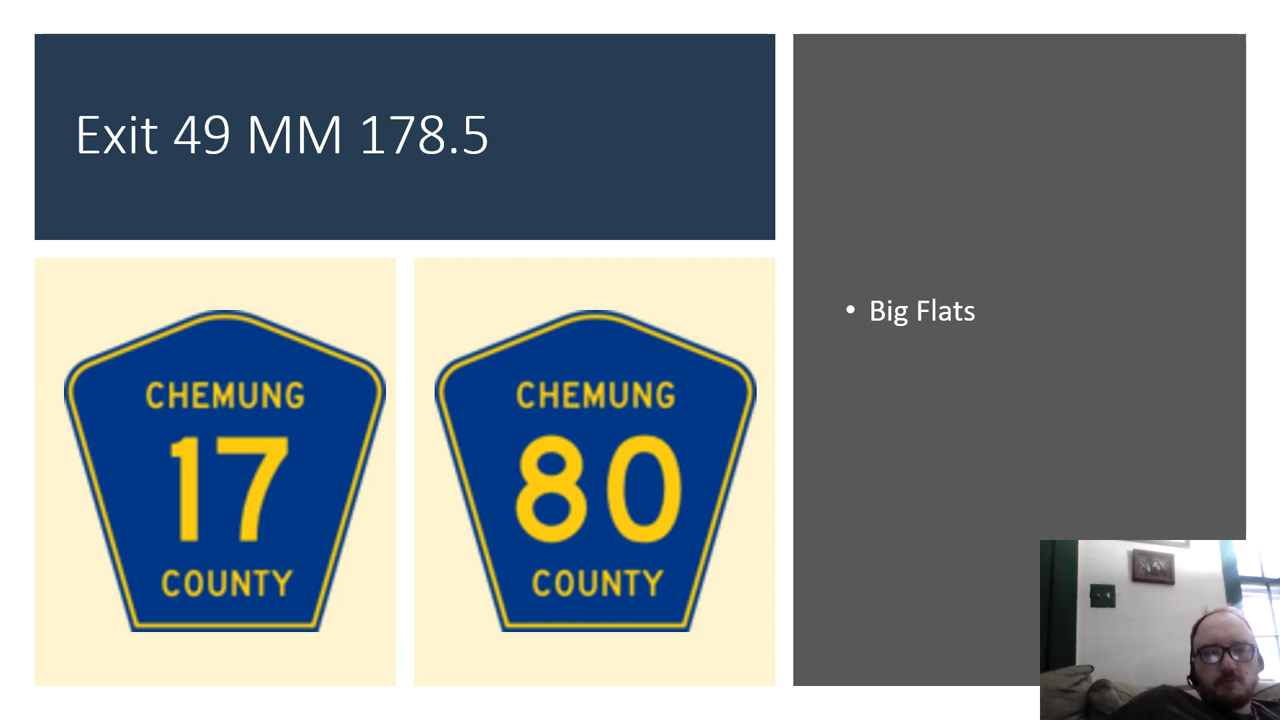 Exit 49 MM 178.5
CHEMUNG
17
COUNTY
CHEMUNG
80
COUNTY
• Big Flats